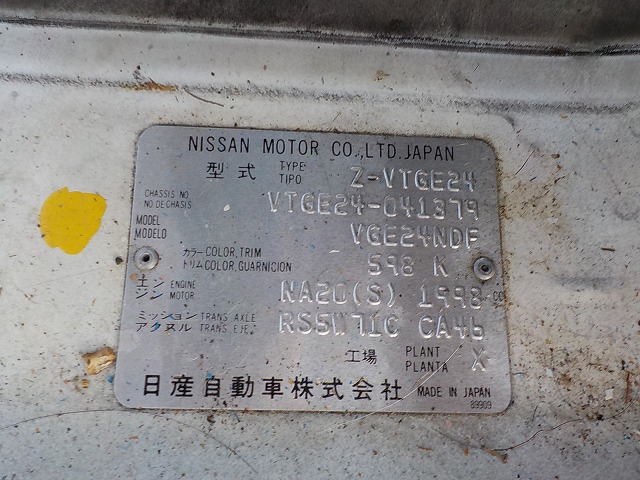 NISSAN MOTOR CO.,LTD.JAPAN
型式 TYPE TIPO Z-VTGE24
CHASSIS NO NO DE CHASIS VTGE24-041379
MODEL MODELO VGE24NDF
カラー COLOR,TRIM トリム COLOR,GUARNICION 598 K
エンジン ENGINE MOTOR NA20(S) 1998 CC
ミッション TRANS AXLE アクスル TRANS EJE RS5W71C CA46
工場 PLANT PLANTA X
日産自動車株式会社 MADE IN JAPAN
89909